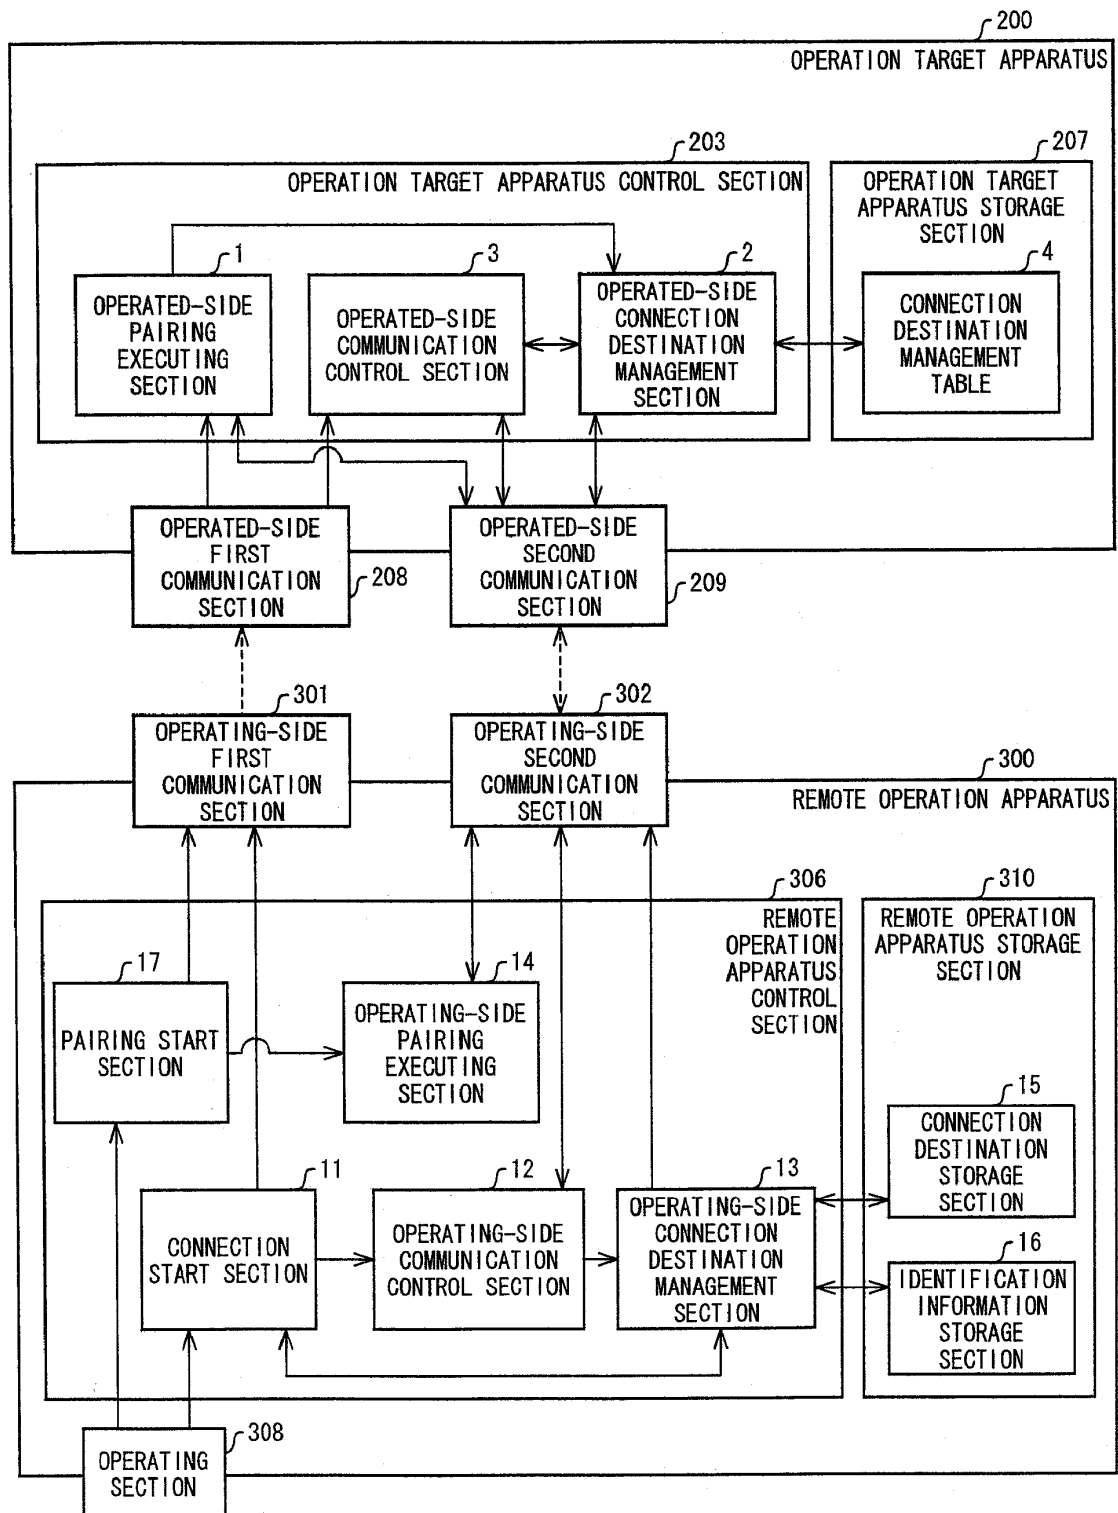 200
OPERATION TARGET APPARATUS
203
OPERATION TARGET APPARATUS CONTROL SECTION
207
OPERATION TARGET
APPARATUS STORAGE
SECTION
1
OPERATED-SIDE
PAIRING
EXECUTING
SECTION
3
OPERATED-SIDE
COMMUNICATION
CONTROL SECTION
2
OPERATED-SIDE
CONNECTION
DESTINATION
MANAGEMENT
SECTION
4
CONNECTION
DESTINATION
MANAGEMENT
TABLE
OPERATED-SIDE
FIRST
COMMUNICATION
SECTION
208
OPERATED-SIDE
SECOND
COMMUNICATION
SECTION
209
301
OPERATING-SIDE
FIRST
COMMUNICATION
SECTION
302
OPERATING-SIDE
SECOND
COMMUNICATION
SECTION
300
REMOTE OPERATION APPARATUS
306
REMOTE
OPERATION
APPARATUS
CONTROL
SECTION
310
REMOTE OPERATION
APPARATUS STORAGE
SECTION
17
PAIRING START
SECTION
14
OPERATING-SIDE
PAIRING
EXECUTING
SECTION
15
CONNECTION
DESTINATION
STORAGE
SECTION
11
CONNECTION
START SECTION
12
OPERATING-SIDE
COMMUNICATION
CONTROL SECTION
13
OPERATING-SIDE
CONNECTION
DESTINATION
MANAGEMENT
SECTION
16
IDENTIFICATION
INFORMATION
STORAGE
SECTION
308
OPERATING
SECTION